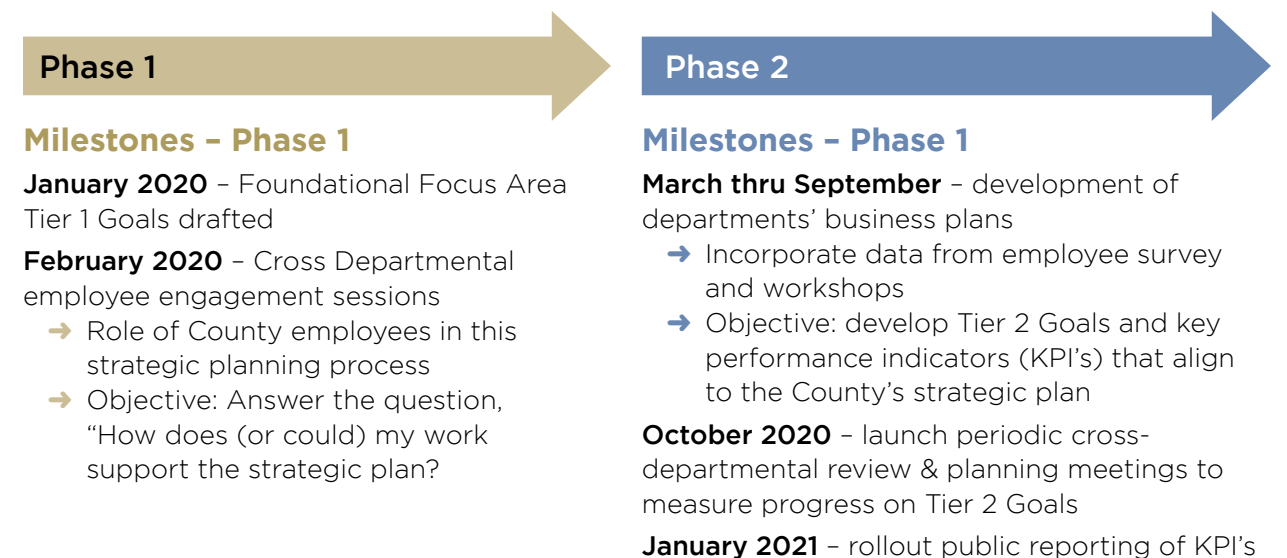 Phase 1
Milestones – Phase 1
January 2020 – Foundational Focus Area
Tier 1 Goals drafted
February 2020 – Cross Departmental
employee engagement sessions
➔ Role of County employees in this
strategic planning process
➔ Objective: Answer the question,
“How does (or could) my work
support the strategic plan?
Phase 2
Milestones – Phase 1
March thru September – development of
departments’ business plans
➔ Incorporate data from employee survey
and workshops
➔ Objective: develop Tier 2 Goals and key
performance indicators (KPI’s) that align
to the County’s strategic plan
October 2020 – launch periodic cross-
departmental review & planning meetings to
measure progress on Tier 2 Goals
January 2021 – rollout public reporting of KPI’s